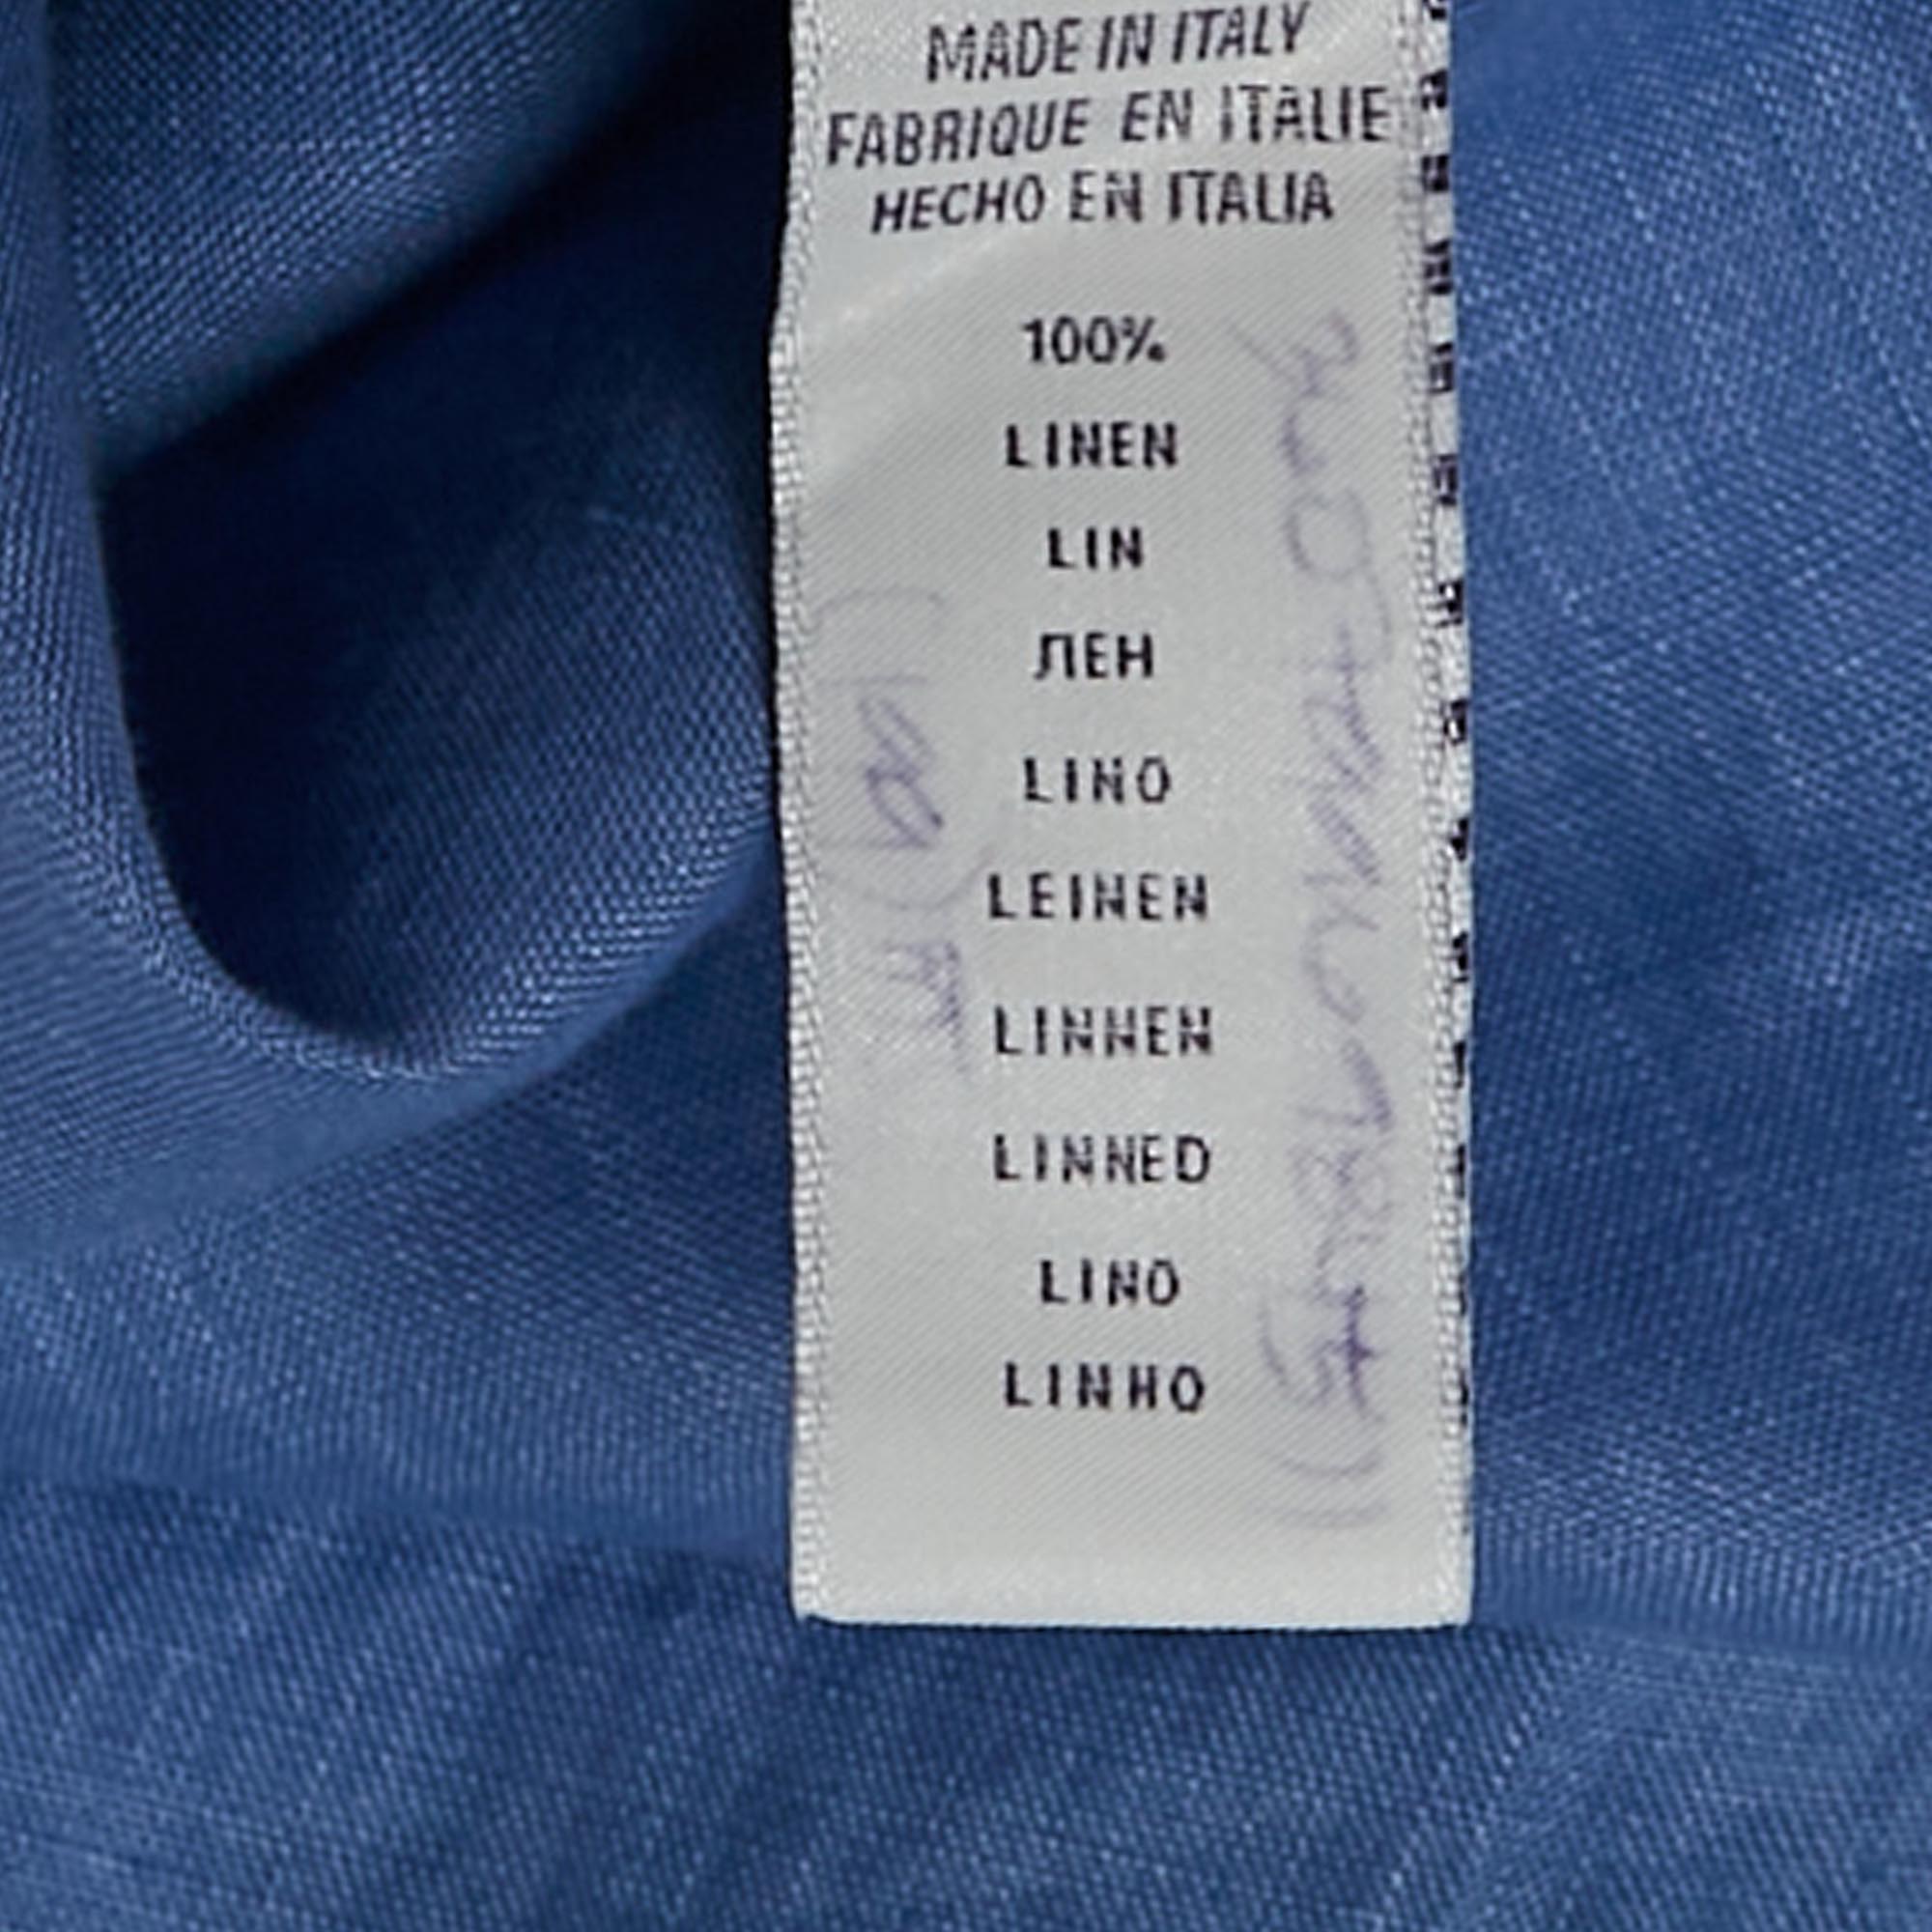 MADE IN ITALY
FABRIQUE EN ITALIE
HECHO EN ITALIA
100%
LINEN
LIN
ЛЕН
LINO
LEINEN
LINNEN
LINNED
LINO
LINHO